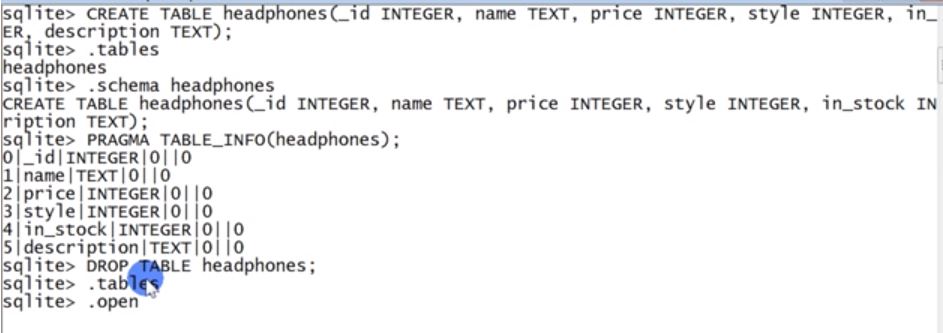 sqlite> CREATE TABLE headphones(_id INTEGER, name TEXT, price INTEGER, style INTEGER, in_
ER, description TEXT);
sqlite> .tables
headphones
sqlite> .schema headphones
CREATE TABLE headphones(_id INTEGER, name TEXT, price INTEGER, style INTEGER, in_stock IN
ription TEXT);
sqlite> PRAGMA TABLE_INFO(headphones);
0|_id|INTEGER|0||0
1|name|TEXT|0||0
2|price|INTEGER|0||0
3|style|INTEGER|0||0
4|in_stock|INTEGER|0||0
5|description|TEXT|0||0
sqlite> DROP TABLE headphones;
sqlite> .tables
sqlite> .open